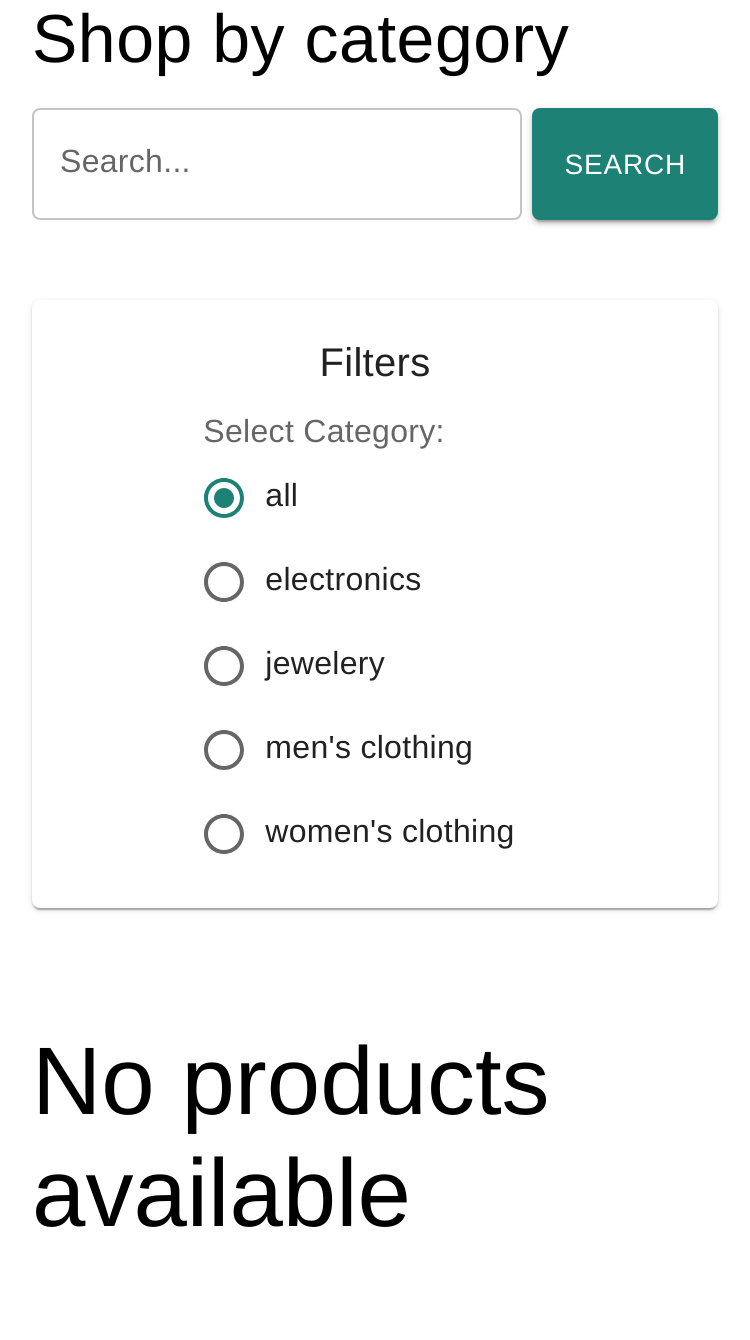 Shop by category
Search...
SEARCH
Filters
Select Category:
all
electronics
jewelery
men's clothing
women's clothing
No products
available